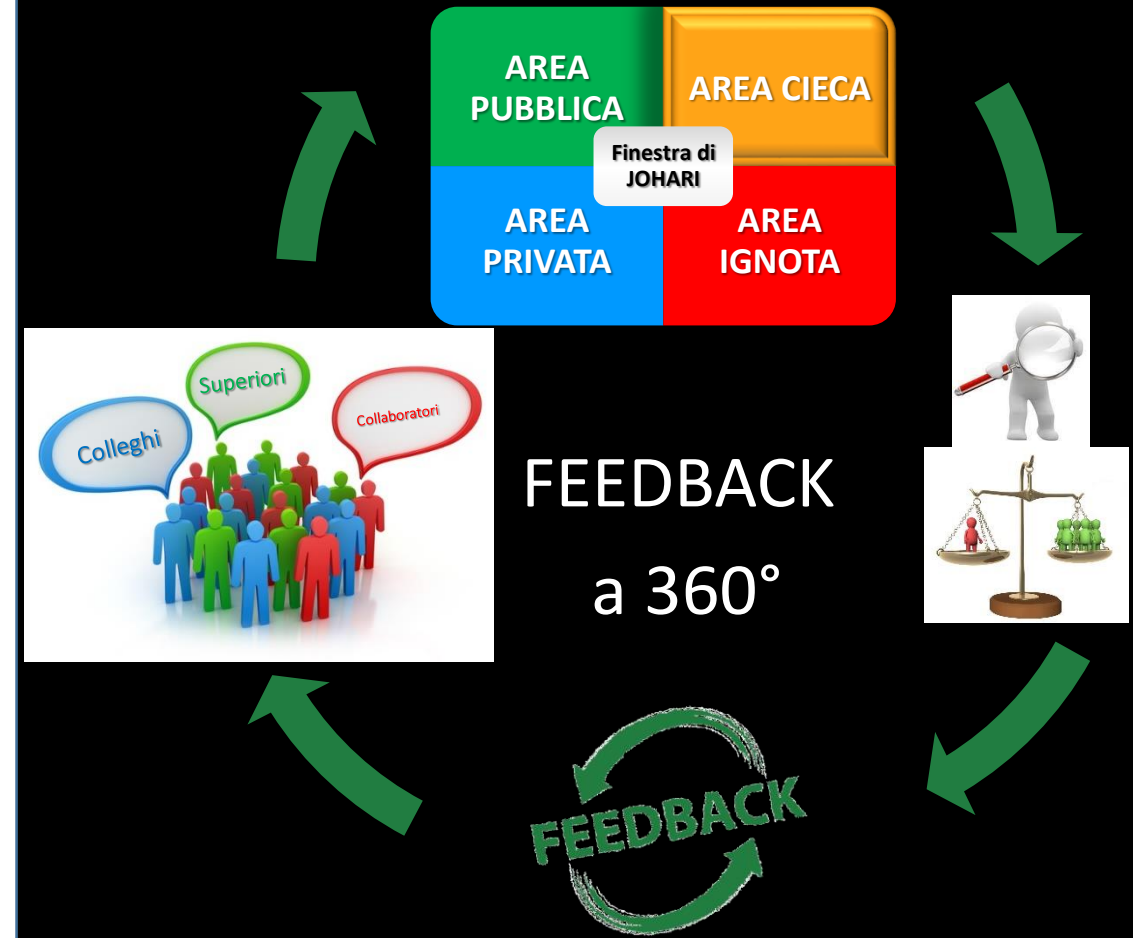 AREA
PUBBLICA
AREA CIECA
Finestra di
JOHARI
AREA
PRIVATA
AREA
IGNOTA
Superiori
Colleghi
Collaboratori
FEEDBACK
a 360°
FEEDBACK